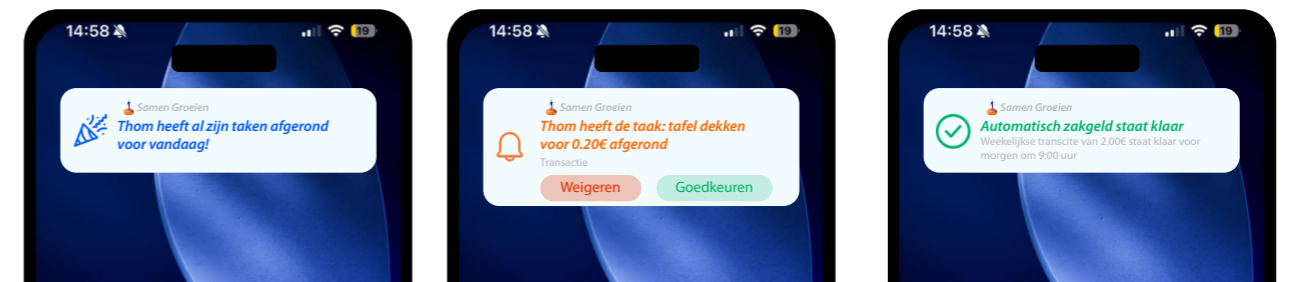 14:58
19
Samen Groeien
Thom heeft al zijn taken afgerond
voor vandaag!
14:58
19
Samen Groeien
Thom heeft de taak: tafel dekken
voor 0.20€ afgerond
Transactie
Weigeren
Goedkeuren
14:58
19
Samen Groeien
Automatisch zakgeld staat klaar
Weekelijkse transcite van 2.00€ staat klaar voor
morgen om 9:00 uur